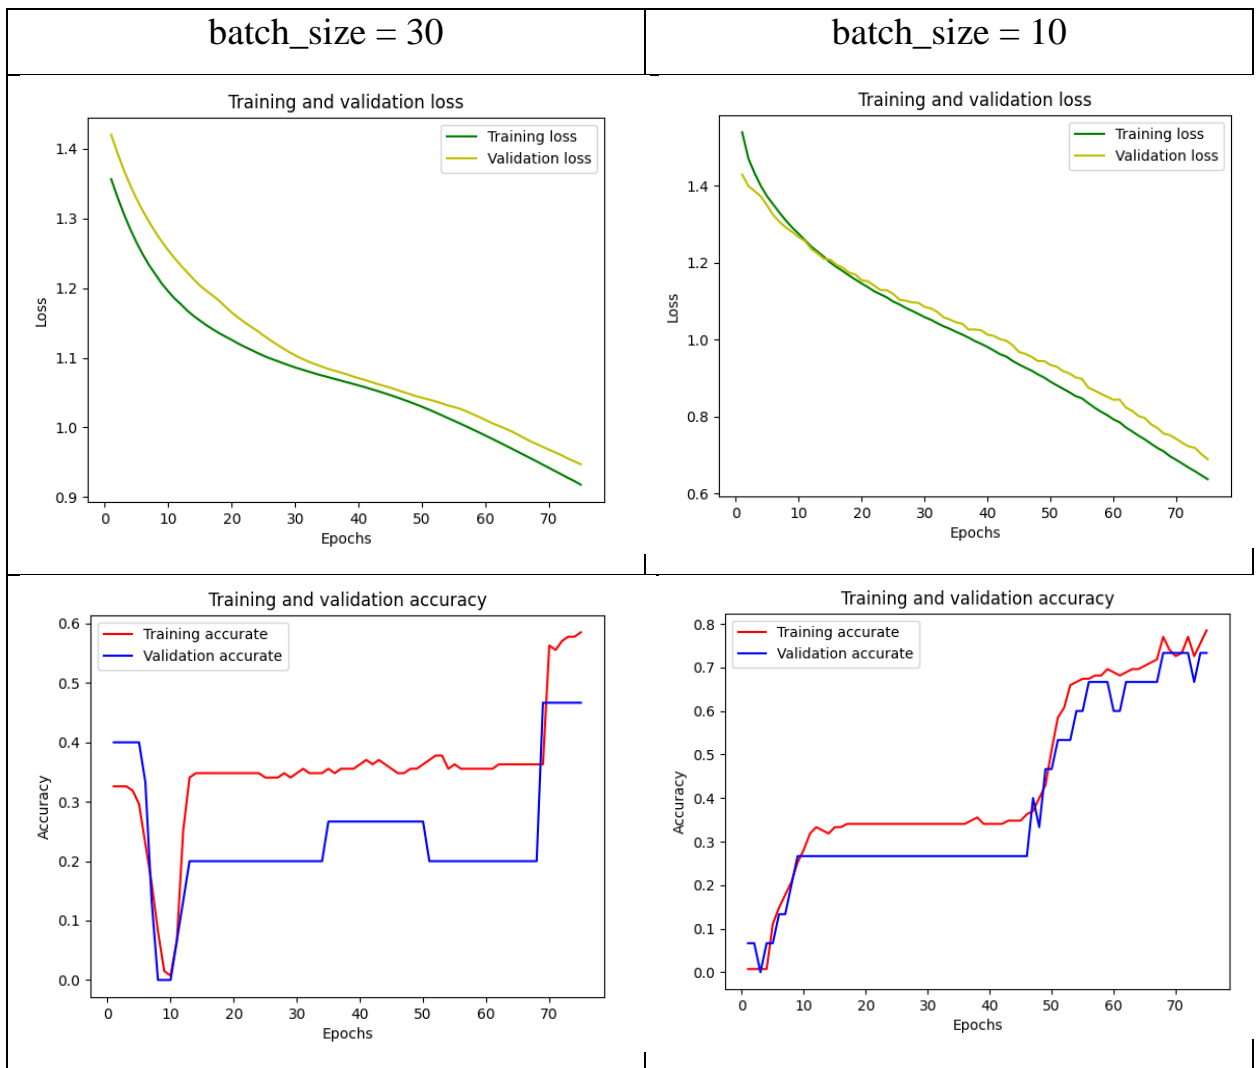 batch_size = 30
batch_size = 10
Training and validation loss
Training loss
Validation loss
1.4
1.3
1.2
1.1
1.0
0.9
Loss
0 10 20 30 40 50 60 70
Epochs
Training and validation loss
Training loss
Validation loss
1.4
1.2
1.0
0.8
0.6
Loss
0 10 20 30 40 50 60 70
Epochs
Training and validation accuracy
Training accurate
Validation accurate
0.6
0.5
0.4
0.3
0.2
0.1
0.0
Accuracy
0 10 20 30 40 50 60 70
Epochs
Training and validation accuracy
Training accurate
Validation accurate
0.8
0.7
0.6
0.5
0.4
0.3
0.2
0.1
0.0
Accuracy
0 10 20 30 40 50 60 70
Epochs